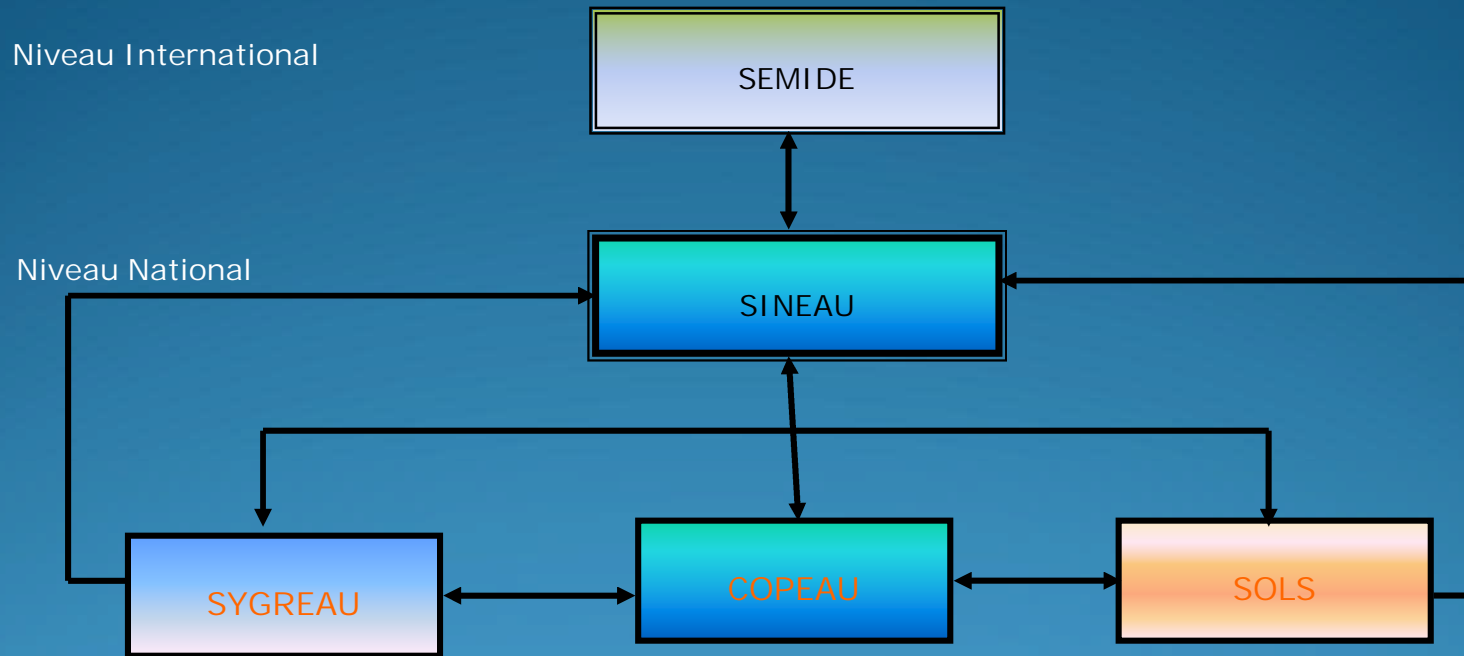 Niveau International
SEMIDE
Niveau National
SINEAU
SYGREAU
COPEAU
SOLS